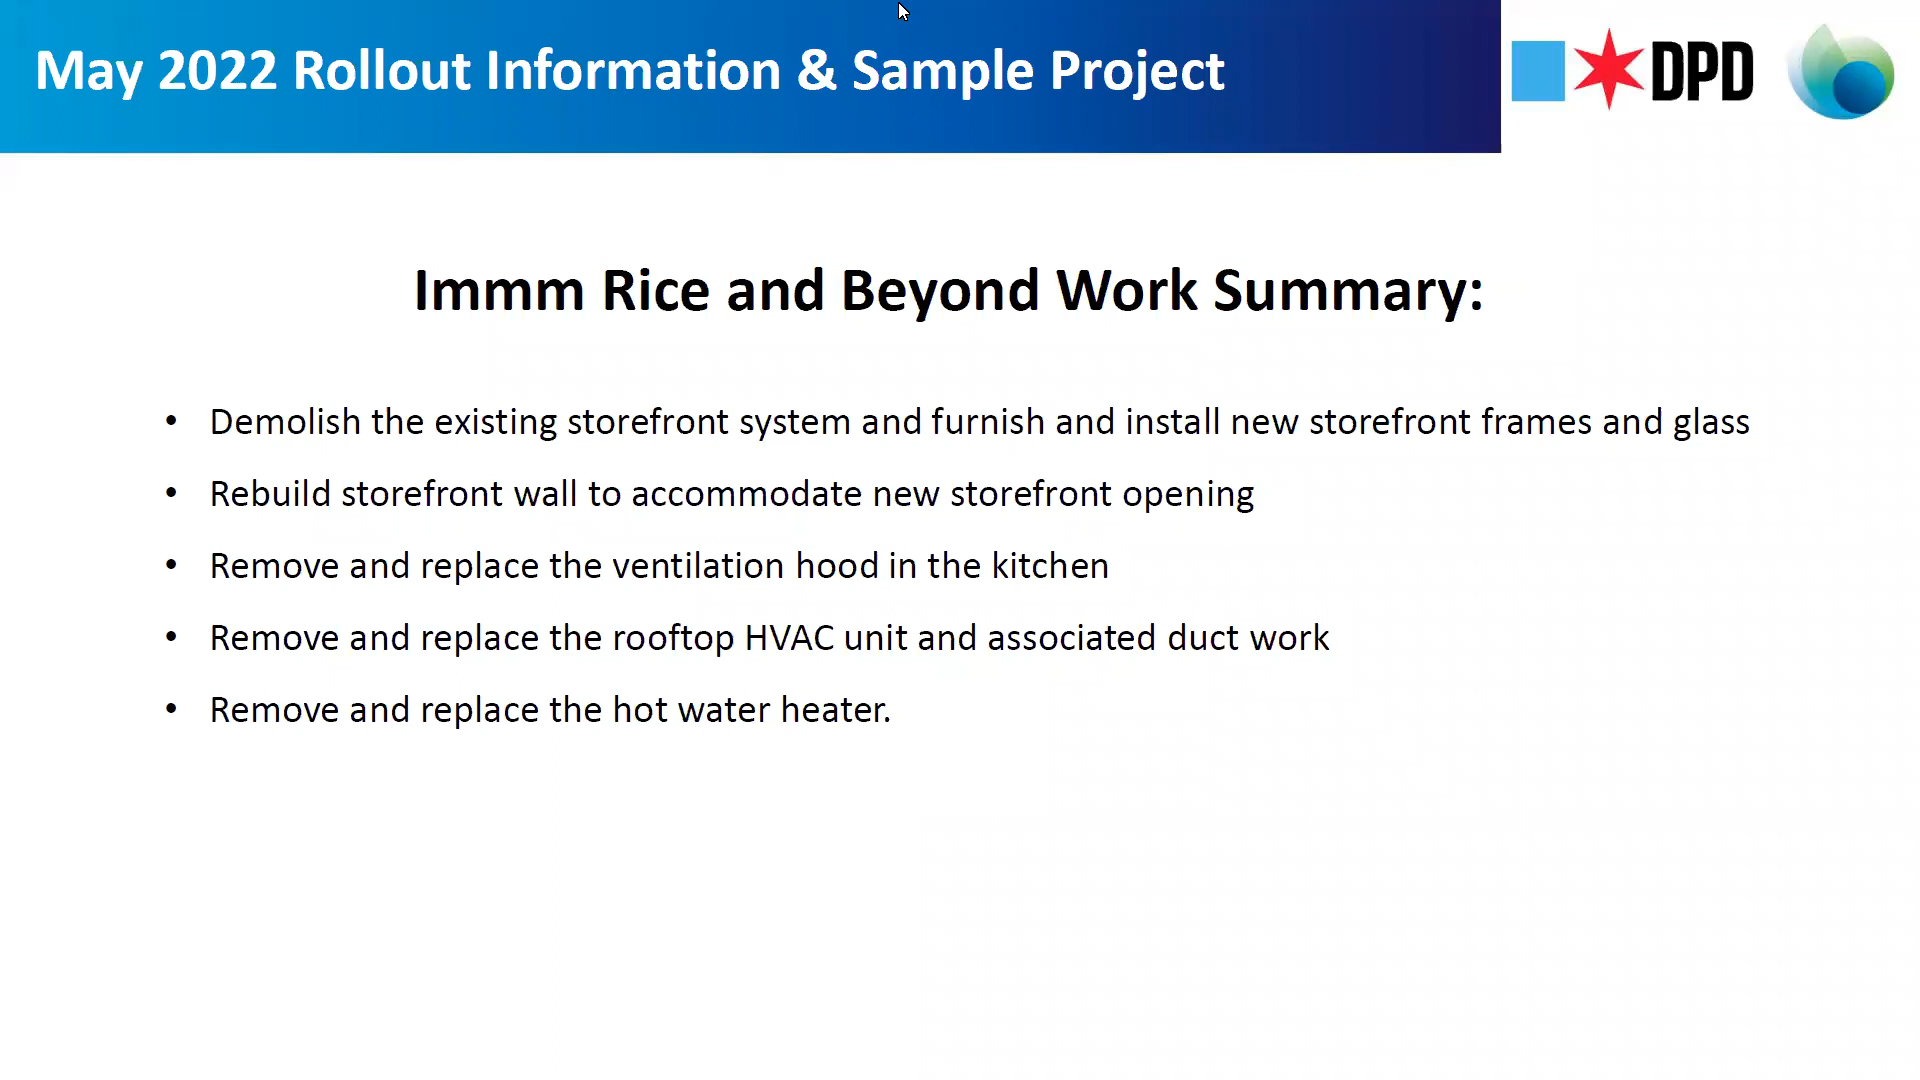 May 2022 Rollout Information & Sample Project
DPD
Immm Rice and Beyond Work Summary:
• Demolish the existing storefront system and furnish and install new storefront frames and glass
• Rebuild storefront wall to accommodate new storefront opening
• Remove and replace the ventilation hood in the kitchen
• Remove and replace the rooftop HVAC unit and associated duct work
• Remove and replace the hot water heater.